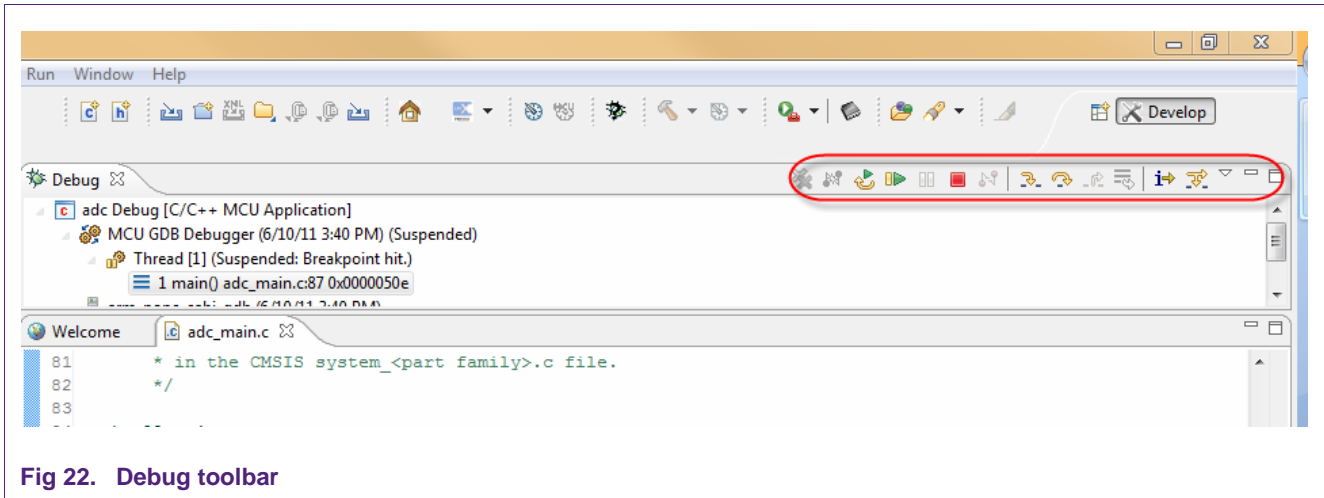 Run Window Help
Develop
Debug
adc Debug [C/C++ MCU Application]
MCU GDB Debugger (6/10/11 3:40 PM) (Suspended)
Thread [1] (Suspended: Breakpoint hit.)
1 main() adc_main.c:87 0x0000050e
Welcome adc_main.c
81 * in the CMSIS system_<part family>.c file.
82 */
83
Fig 22. Debug toolbar